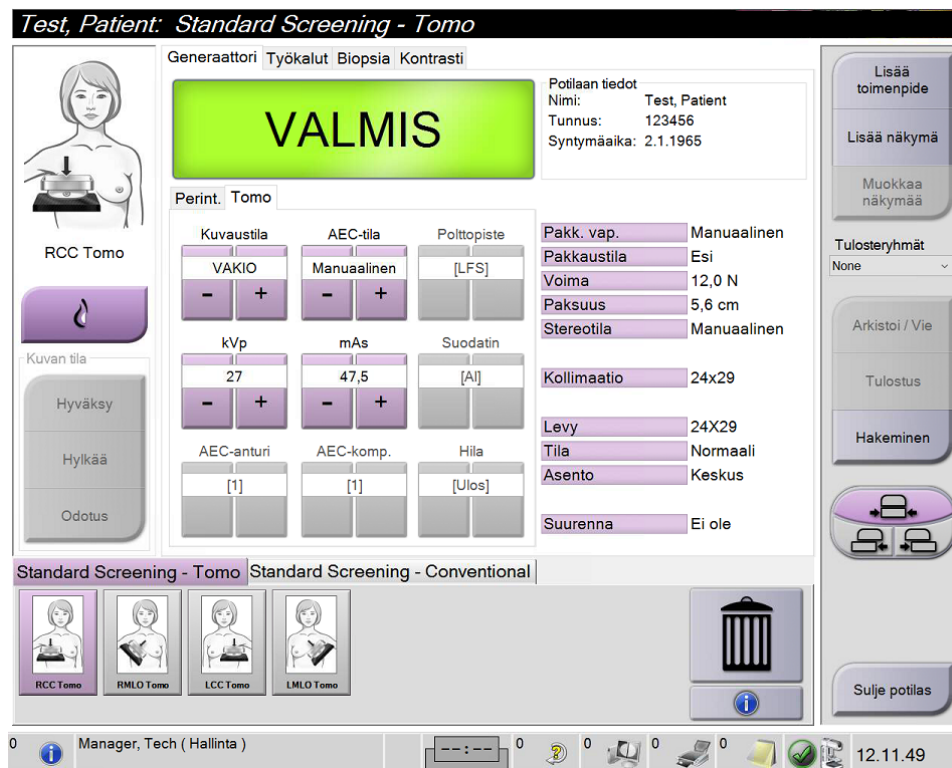 Test, Patient: Standard Screening - Tomo
Generaattori Työkalut Biopsia Kontrasti
VALMIS
Potilaan tiedot
Nimi: Test, Patient
Tunnus: 123456
Syntymäaika: 2.1.1965
Lisää
toimenpide
Lisää näkymä
Muokkaa
näkymää
Tulosteryhmät
None
Arkistoi / Vie
Tulostus
Hakeminen
Sulje potilas
RCC Tomo
Kuvan tila
Hyväksy
Hylkää
Odotus
Perint. Tomo
Kuvaustila AEC-tila Polttopiste
VAKIO Manuaalinen [LFS]
- + - +
kVp mAs Suodatin
27 47,5 [Al]
- + - +
AEC-anturi AEC-komp. Hila
[1] [1] [Ulos]
Pakk. vap. Manuaalinen
Pakkaustila Esi
Voima 12,0 N
Paksuus 5,6 cm
Stereotila Manuaalinen
Kollimaatio 24x29
Levy 24X29
Tila Normaali
Asento Keskus
Suurenna Ei ole
Standard Screening - Tomo Standard Screening - Conventional
RCC Tomo RMLO Tomo LCC Tomo LMLO Tomo
0 Manager, Tech ( Hallinta ) --:-- 0 0 0 0 12.11.49